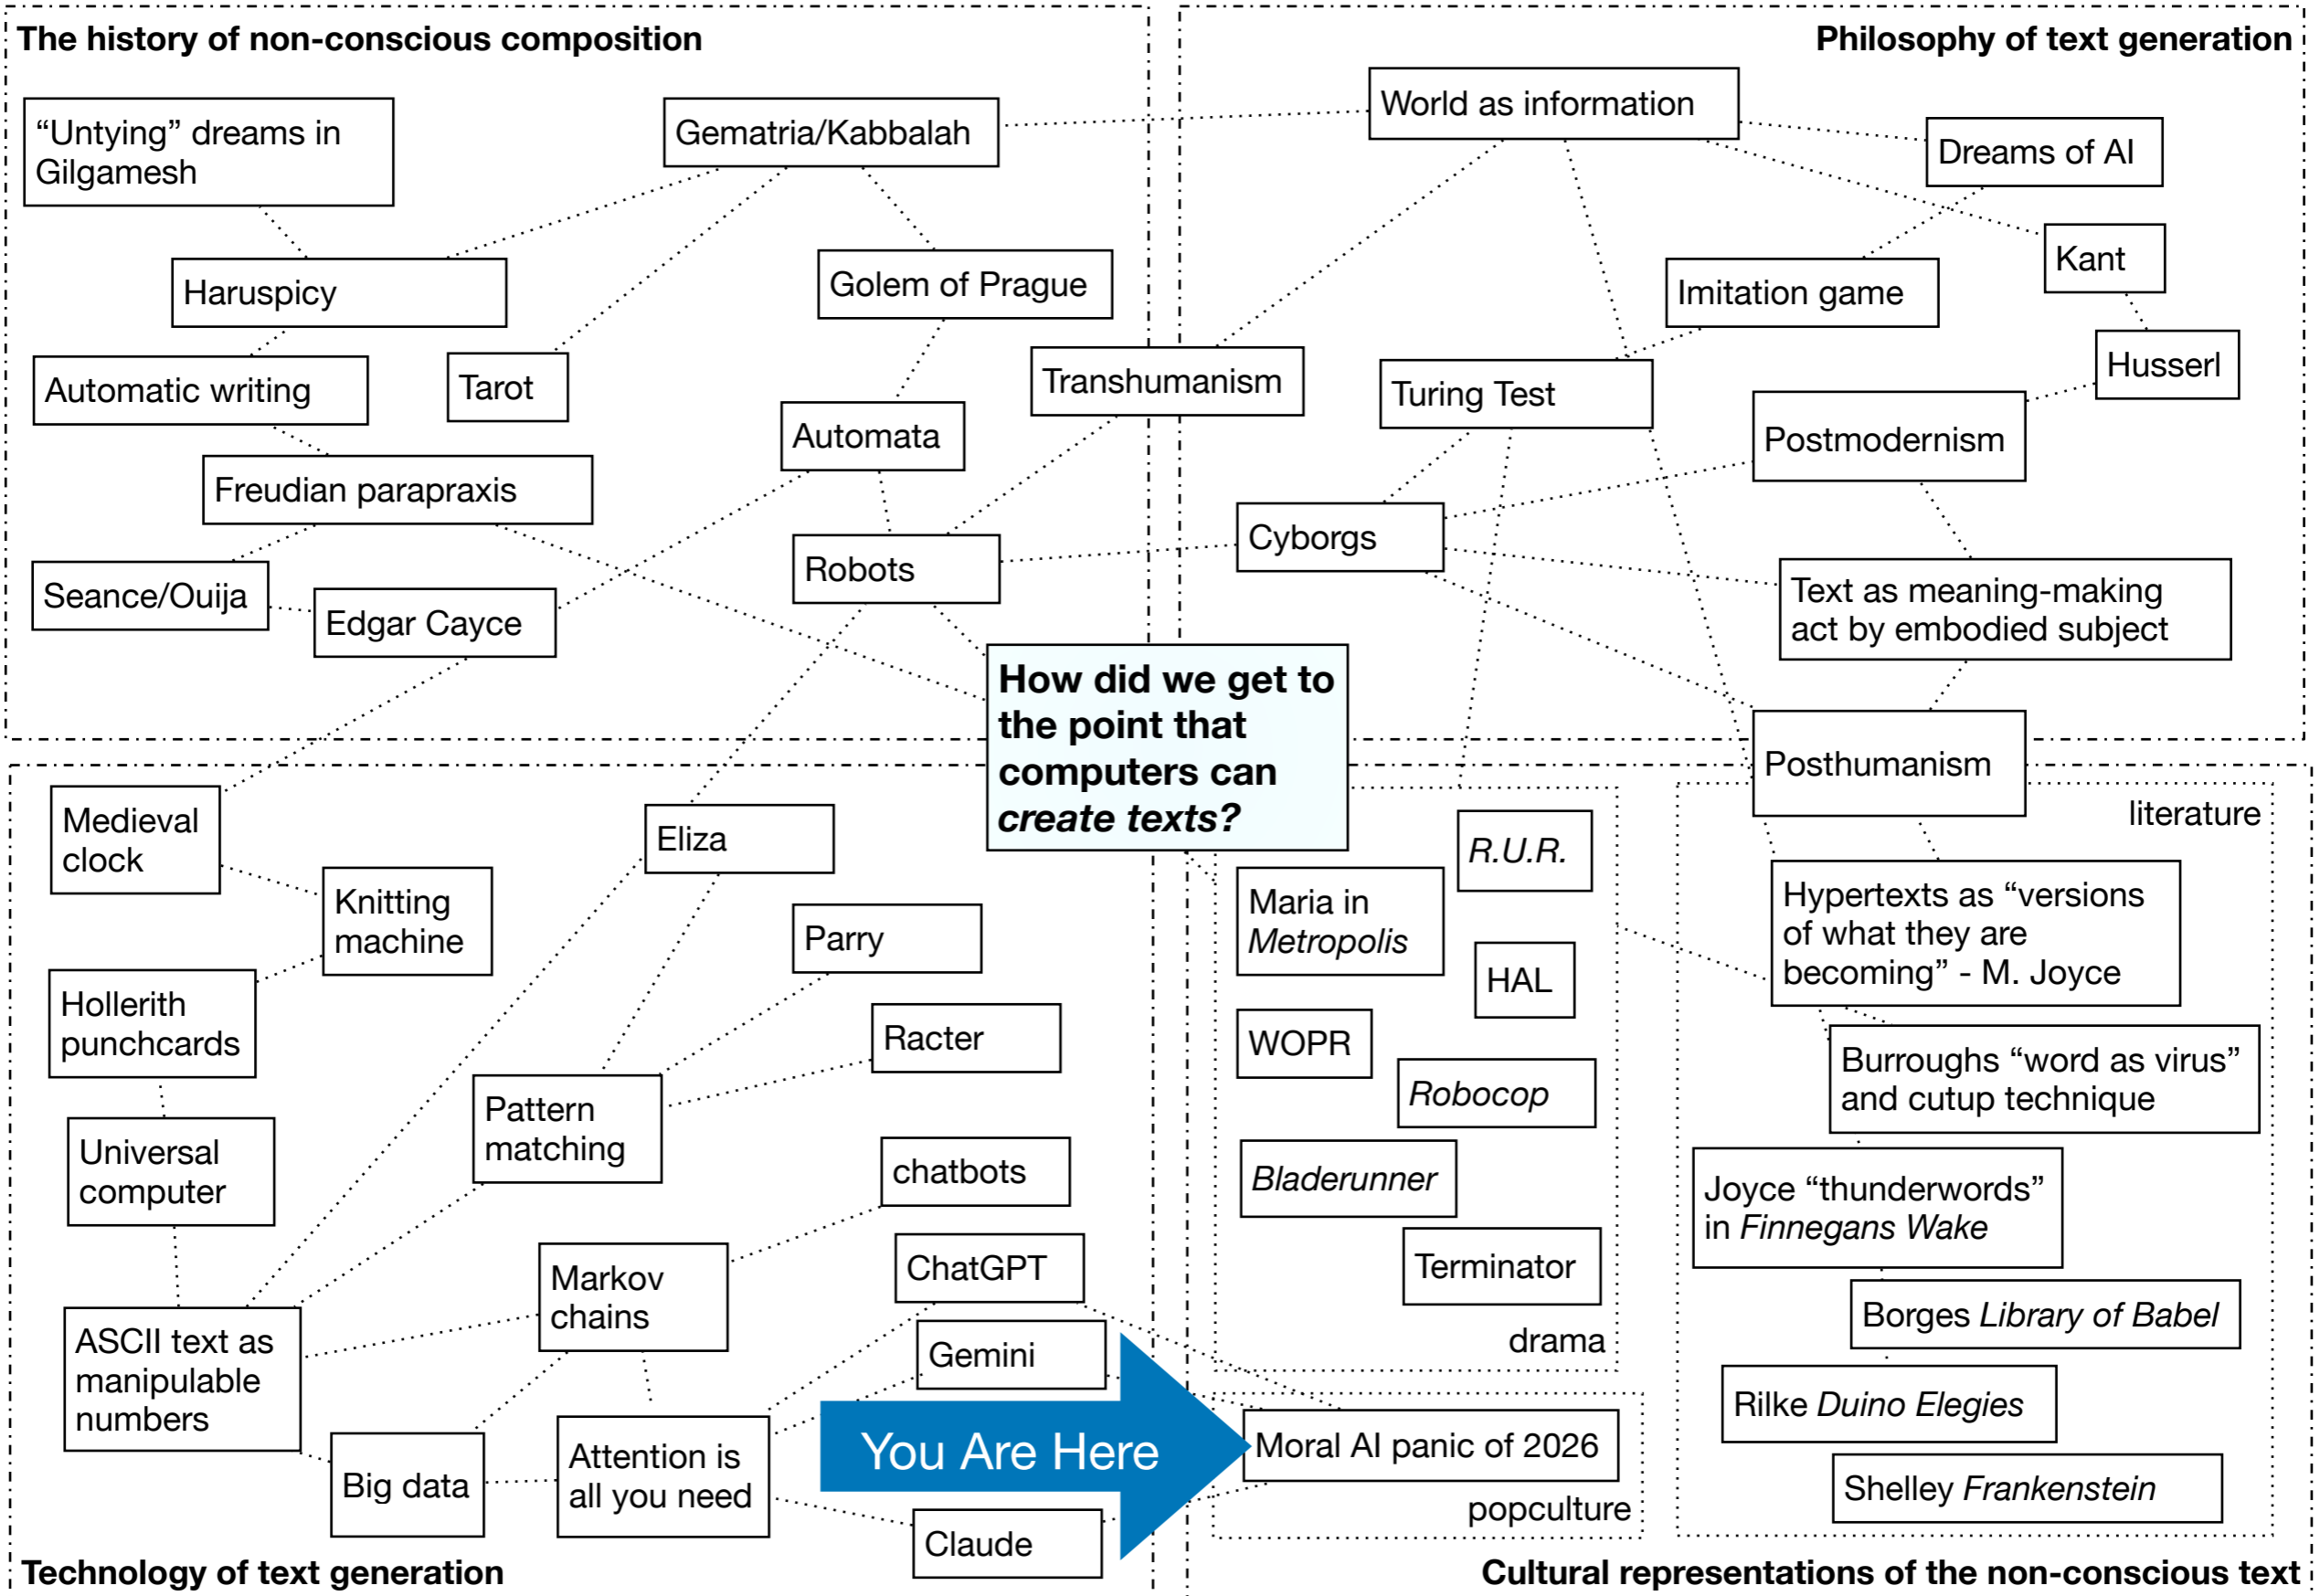 The history of non-conscious composition
“Untying” dreams in
Gilgamesh
Gematria/Kabbalah
Haruspicy
Golem of Prague
Automatic writing
Tarot
Automata
Freudian parapraxis
Seance/Ouija
Edgar Cayce
Robots
Transhumanism
Philosophy of text generation
World as information
Dreams of AI
Kant
Imitation game
Husserl
Turing Test
Postmodernism
Cyborgs
Text as meaning-making
act by embodied subject
Posthumanism
How did we get to
the point that
computers can
create texts?
Medieval
clock
Knitting
machine
Eliza
Parry
Hollerith
punchcards
Racter
Pattern
matching
Universal
computer
chatbots
Markov
chains
ChatGPT
ASCII text as
manipulable
numbers
Gemini
Big data
Attention is
all you need
Claude
You Are Here
Technology of text generation
R.U.R.
Maria in
Metropolis
HAL
WOPR
Robocop
Bladerunner
Terminator
drama
Moral AI panic of 2026
popculture
literature
Hypertexts as “versions
of what they are
becoming” - M. Joyce
Burroughs “word as virus”
and cutup technique
Joyce “thunderwords”
in Finnegans Wake
Borges Library of Babel
Rilke Duino Elegies
Shelley Frankenstein
Cultural representations of the non-conscious text